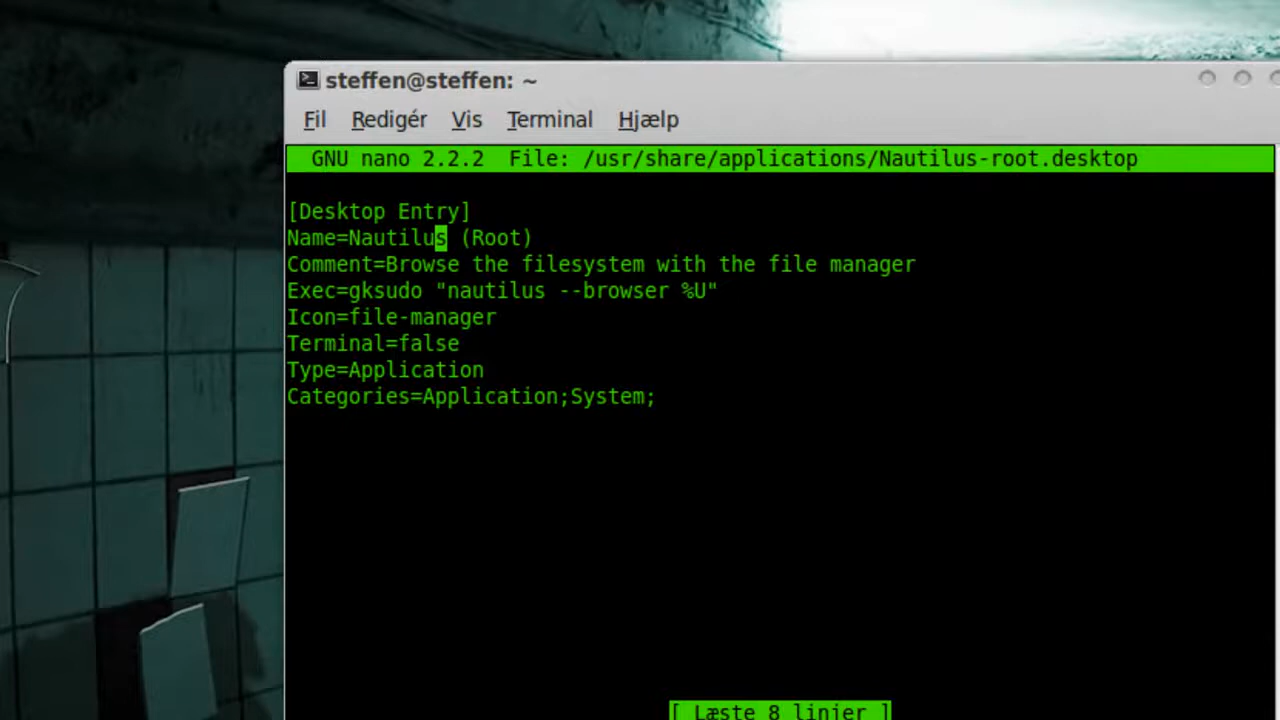 steffen@steffen: ~
Fil Redigér Vis Terminal Hjælp
GNU nano 2.2.2 File: /usr/share/applications/Nautilus-root.desktop
[Desktop Entry]
Name=Nautilus (Root)
Comment=Browse the filesystem with the file manager
Exec=gksudo "nautilus --browser %U"
Icon=file-manager
Terminal=false
Type=Application
Categories=Application;System;
[ Læste 8 linjer ]